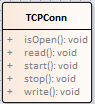 TCPConn
+ isOpen(): void
+ read(): void
+ start(): void
+ stop(): void
+ write(): void